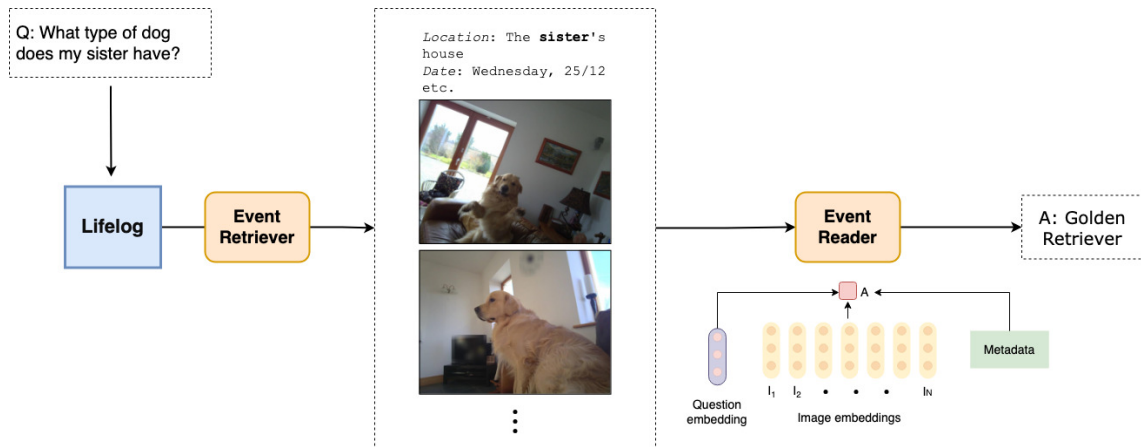 Q: What type of dog
does my sister have?
Location: The sister's
house
Date: Wednesday, 25/12
etc.
Lifelog
Event
Retriever
Event
Reader
A: Golden
Retriever
A
Metadata
I1 I2 IN
Question
embedding
Image embeddings